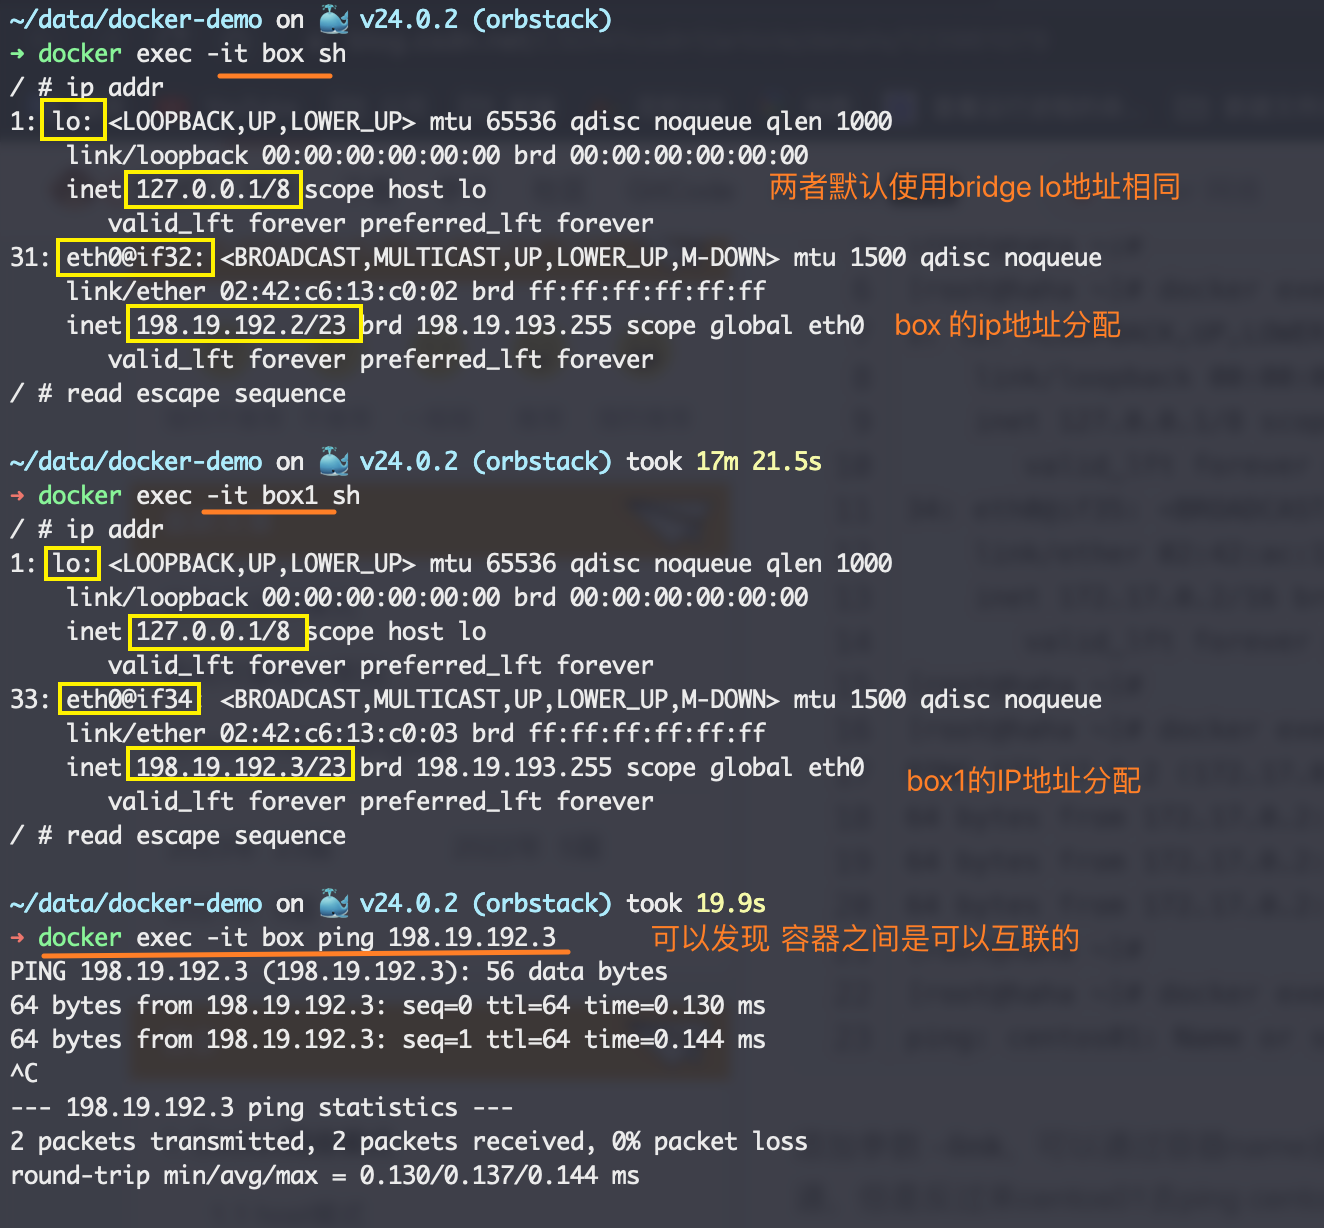 ~/data/docker-demo on 🐳 v24.0.2 (orbstack)
→ docker exec -it box sh
/ # ip addr
1: lo: <LOOPBACK,UP,LOWER_UP> mtu 65536 qdisc noqueue qlen 1000
link/loopback 00:00:00:00:00:00 brd 00:00:00:00:00:00
inet 127.0.0.1/8 scope host lo 两者默认使用bridge lo地址相同
valid_lft forever preferred_lft forever
31: eth0@if32: <BROADCAST,MULTICAST,UP,LOWER_UP,M-DOWN> mtu 1500 qdisc noqueue
link/ether 02:42:c6:13:c0:02 brd ff:ff:ff:ff:ff:ff
inet 198.19.192.2/23 brd 198.19.193.255 scope global eth0 box 的ip地址分配
valid_lft forever preferred_lft forever
/ # read escape sequence
~/data/docker-demo on 🐳 v24.0.2 (orbstack) took 17m 21.5s
→ docker exec -it box1 sh
/ # ip addr
1: lo: <LOOPBACK,UP,LOWER_UP> mtu 65536 qdisc noqueue qlen 1000
link/loopback 00:00:00:00:00:00 brd 00:00:00:00:00:00
inet 127.0.0.1/8 scope host lo
valid_lft forever preferred_lft forever
33: eth0@if34: <BROADCAST,MULTICAST,UP,LOWER_UP,M-DOWN> mtu 1500 qdisc noqueue
link/ether 02:42:c6:13:c0:03 brd ff:ff:ff:ff:ff:ff
inet 198.19.192.3/23 brd 198.19.193.255 scope global eth0 box1的IP地址分配
valid_lft forever preferred_lft forever
/ # read escape sequence
~/data/docker-demo on 🐳 v24.0.2 (orbstack) took 19.9s
→ docker exec -it box ping 198.19.192.3 可以发现 容器之间是可以互联的
PING 198.19.192.3 (198.19.192.3): 56 data bytes
64 bytes from 198.19.192.3: seq=0 ttl=64 time=0.130 ms
64 bytes from 198.19.192.3: seq=1 ttl=64 time=0.144 ms
^C
--- 198.19.192.3 ping statistics ---
2 packets transmitted, 2 packets received, 0% packet loss
round-trip min/avg/max = 0.130/0.137/0.144 ms